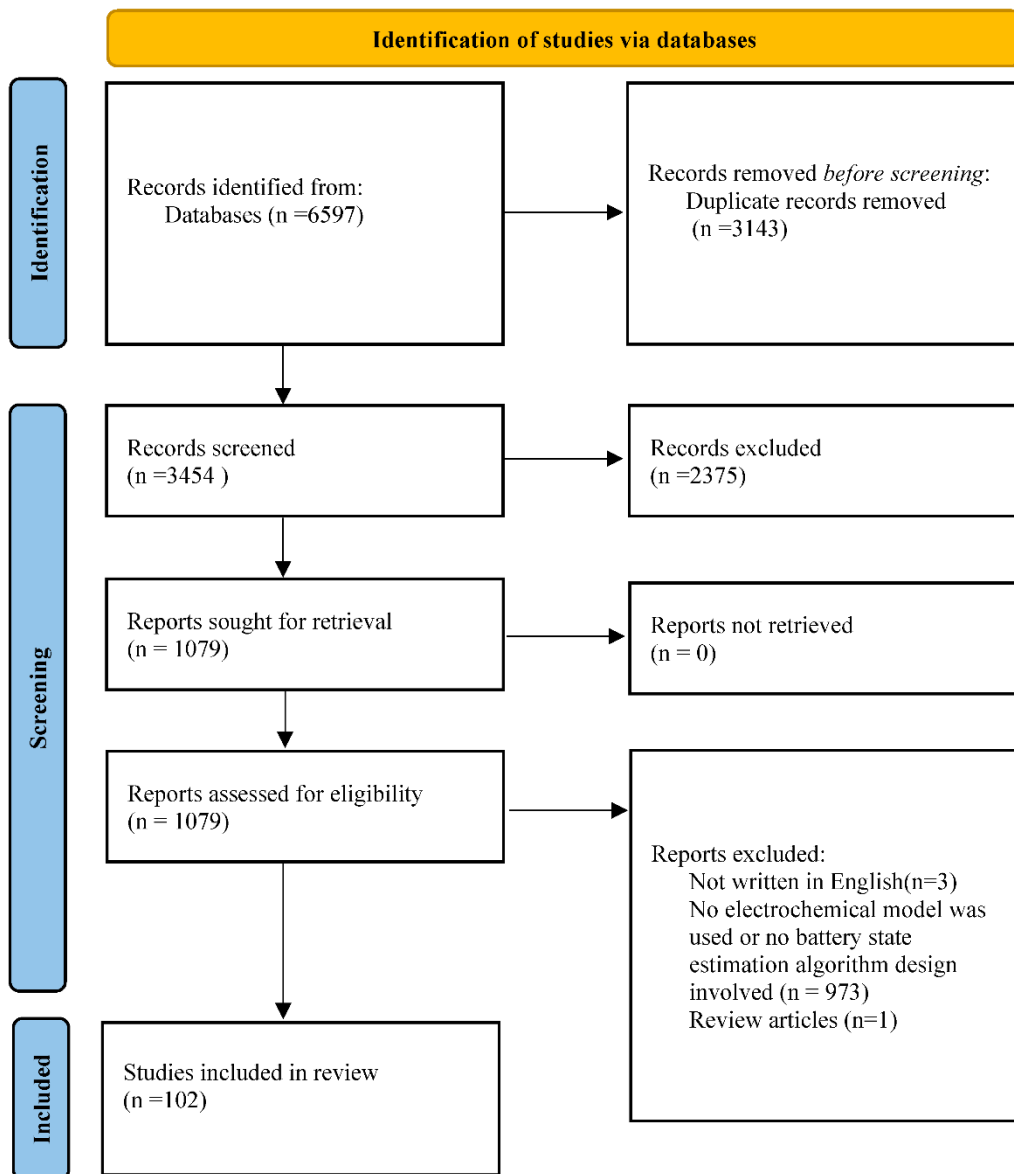 Identification of studies via databases
Identification
Records identified from:
Databases (n =6597)
Records removed before screening:
Duplicate records removed
(n =3143)
Screening
Records screened
(n =3454 )
Records excluded
(n =2375)
Reports sought for retrieval
(n = 1079)
Reports not retrieved
(n = 0)
Reports assessed for eligibility
(n = 1079)
Reports excluded:
Not written in English(n=3)
No electrochemical model was
used or no battery state
estimation algorithm design
involved (n = 973)
Review articles (n=1)
Included
Studies included in review
(n =102)